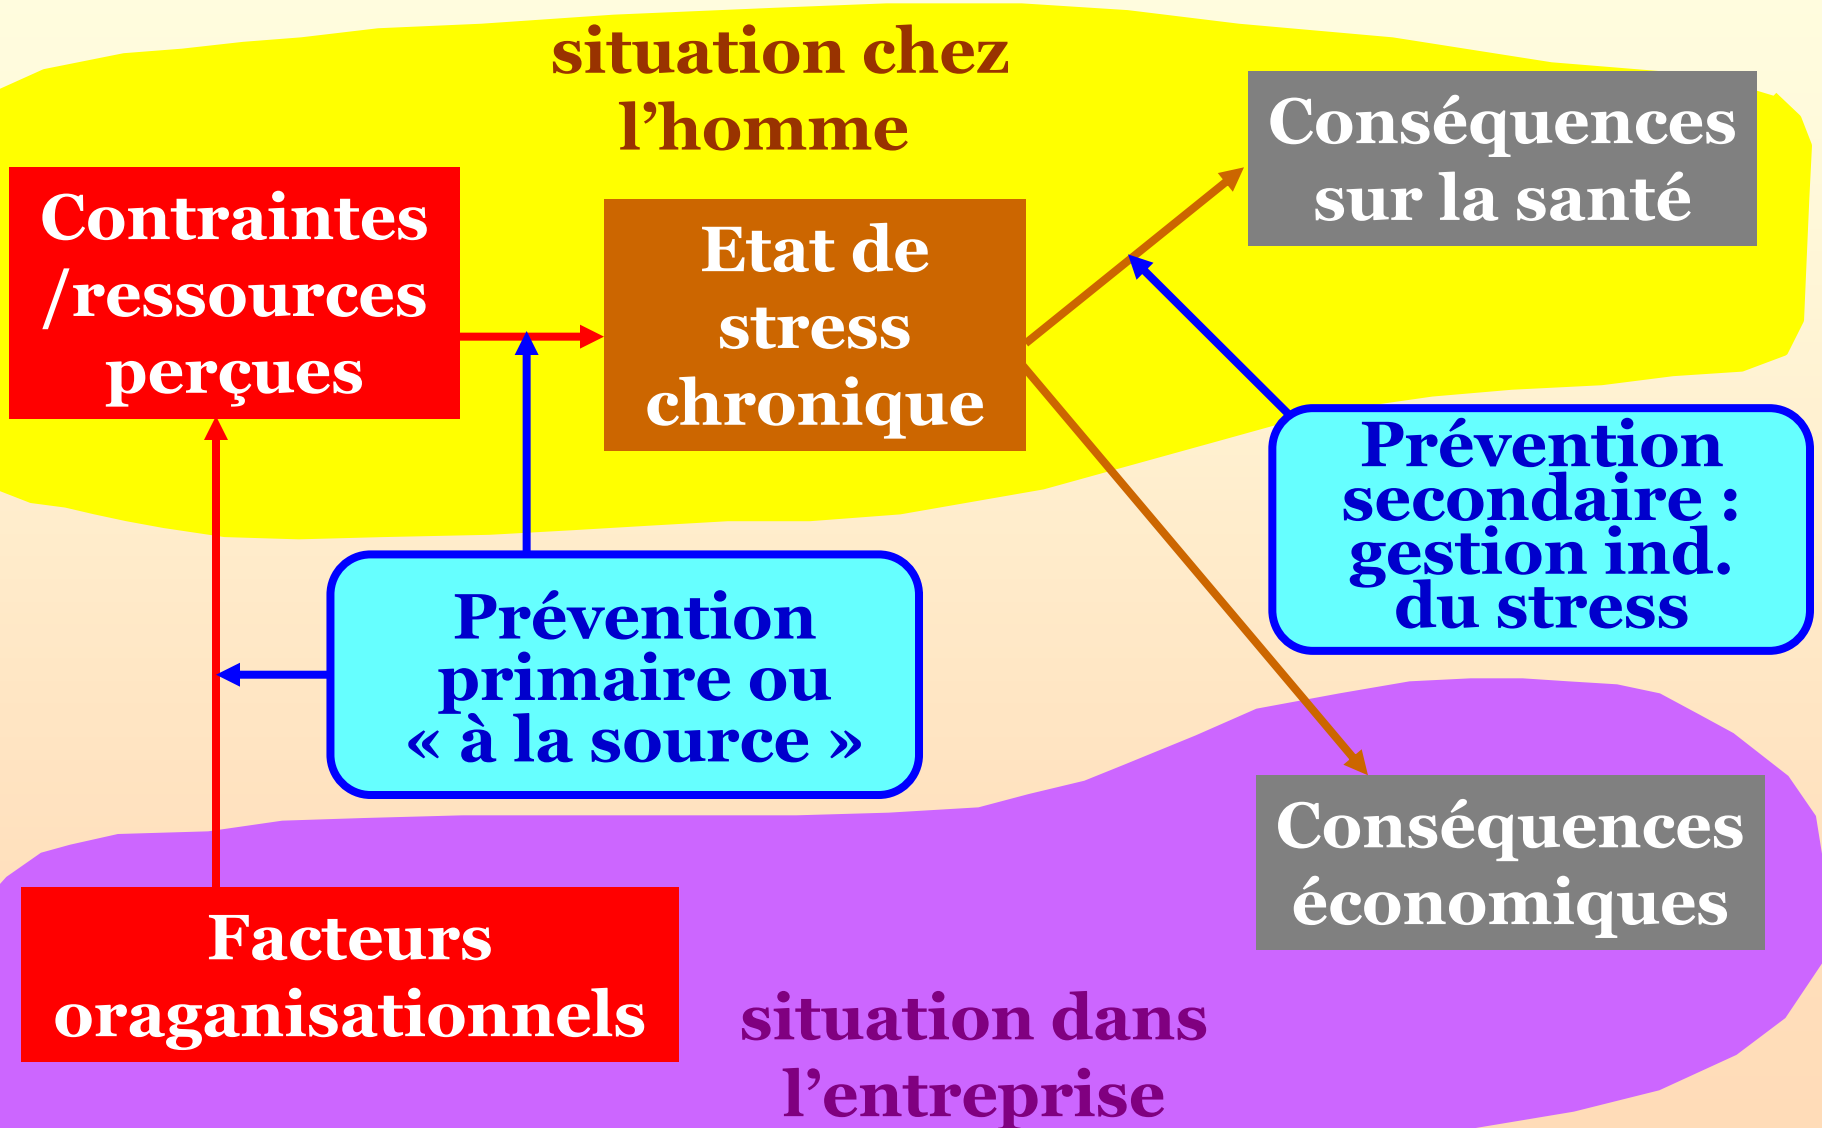 situation chez
l’homme
Conséquences
sur la santé
Contraintes
/ressources
perçues
Etat de
stress
chronique
Prévention
secondaire :
gestion ind.
du stress
Prévention
primaire ou
« à la source »
Conséquences
économiques
Facteurs
oraganisationnels
situation dans
l’entreprise